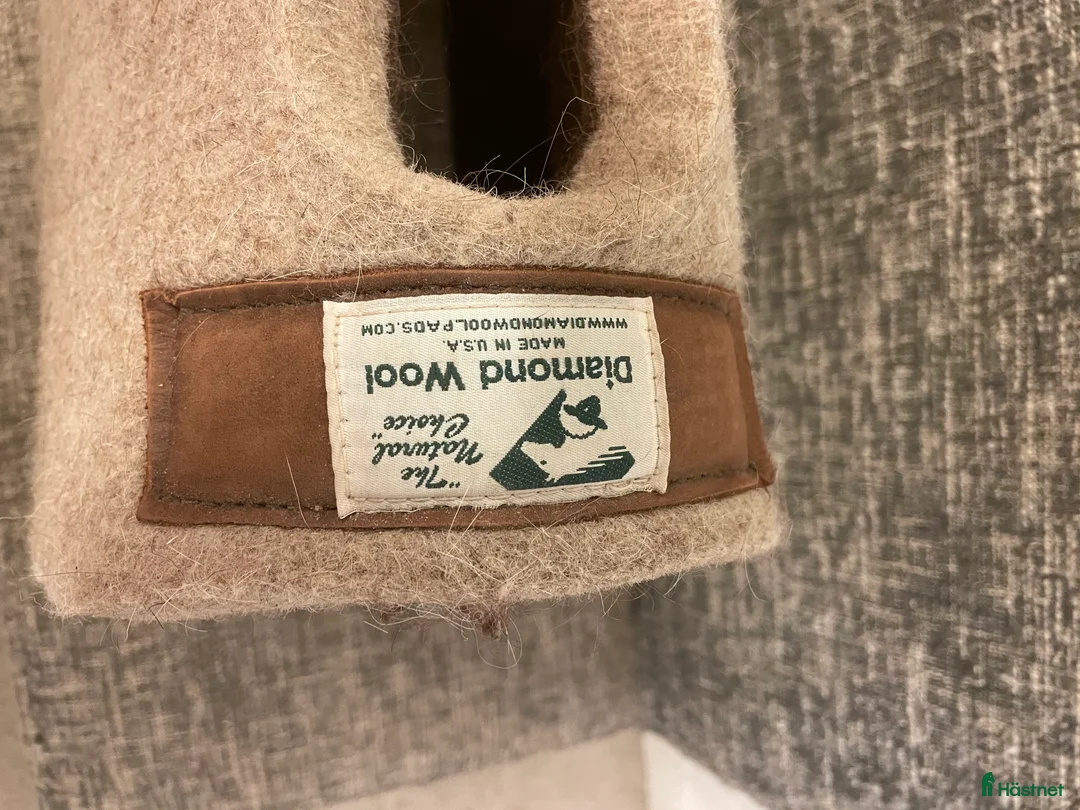 "The
Natural
Choice"
Diamond Wool
MADE IN U.S.A.
WWW.DIAMONDWOOLPADS.COM
Hästnet